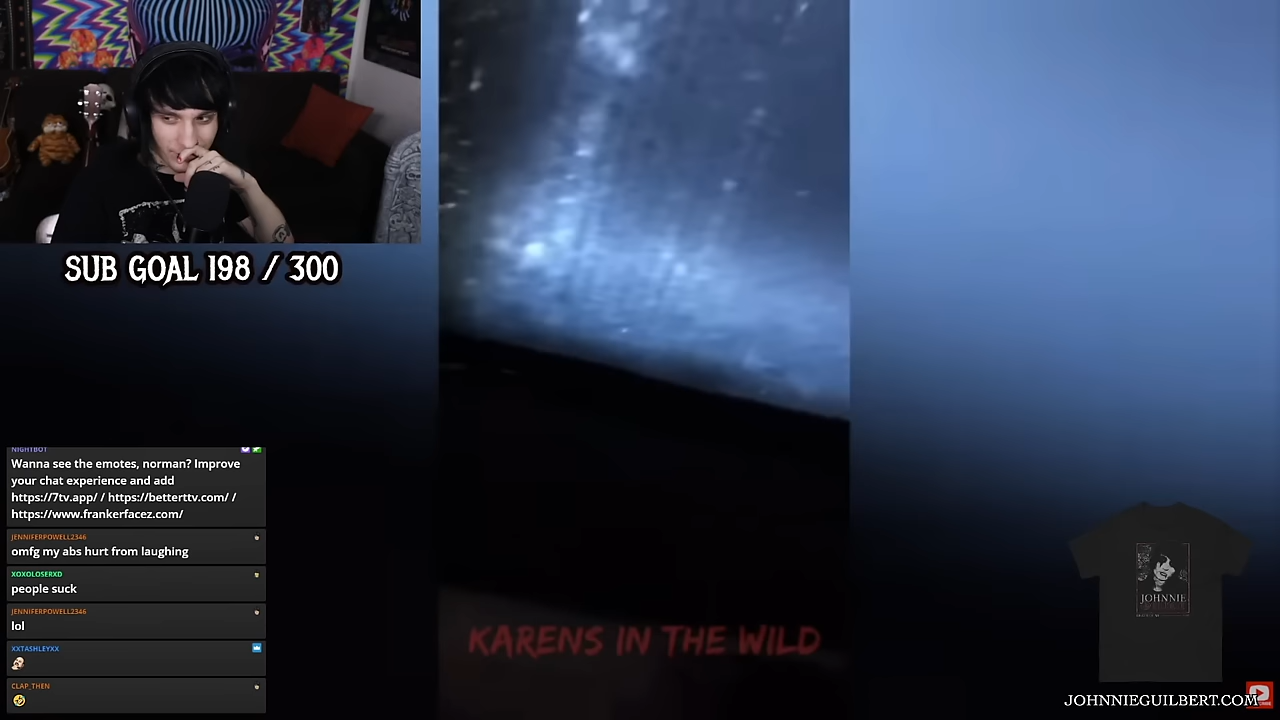 SUB GOAL 198 / 300
NIGHTBOT
Wanna see the emotes, norman? Improve
your chat experience and add
https://7tv.app/ / https://betterttv.com/ /
https://www.frankerfacez.com/
JENNIFERPOWELL2346
omfg my abs hurt from laughing
XOXOLOSERXD
people suck
JENNIFERPOWELL2346
lol
XXTASHLEYXX
CLAP_THEN
KARENS IN THE WILD
JOHNNIE
JOHNNIEGUILBERT.COM